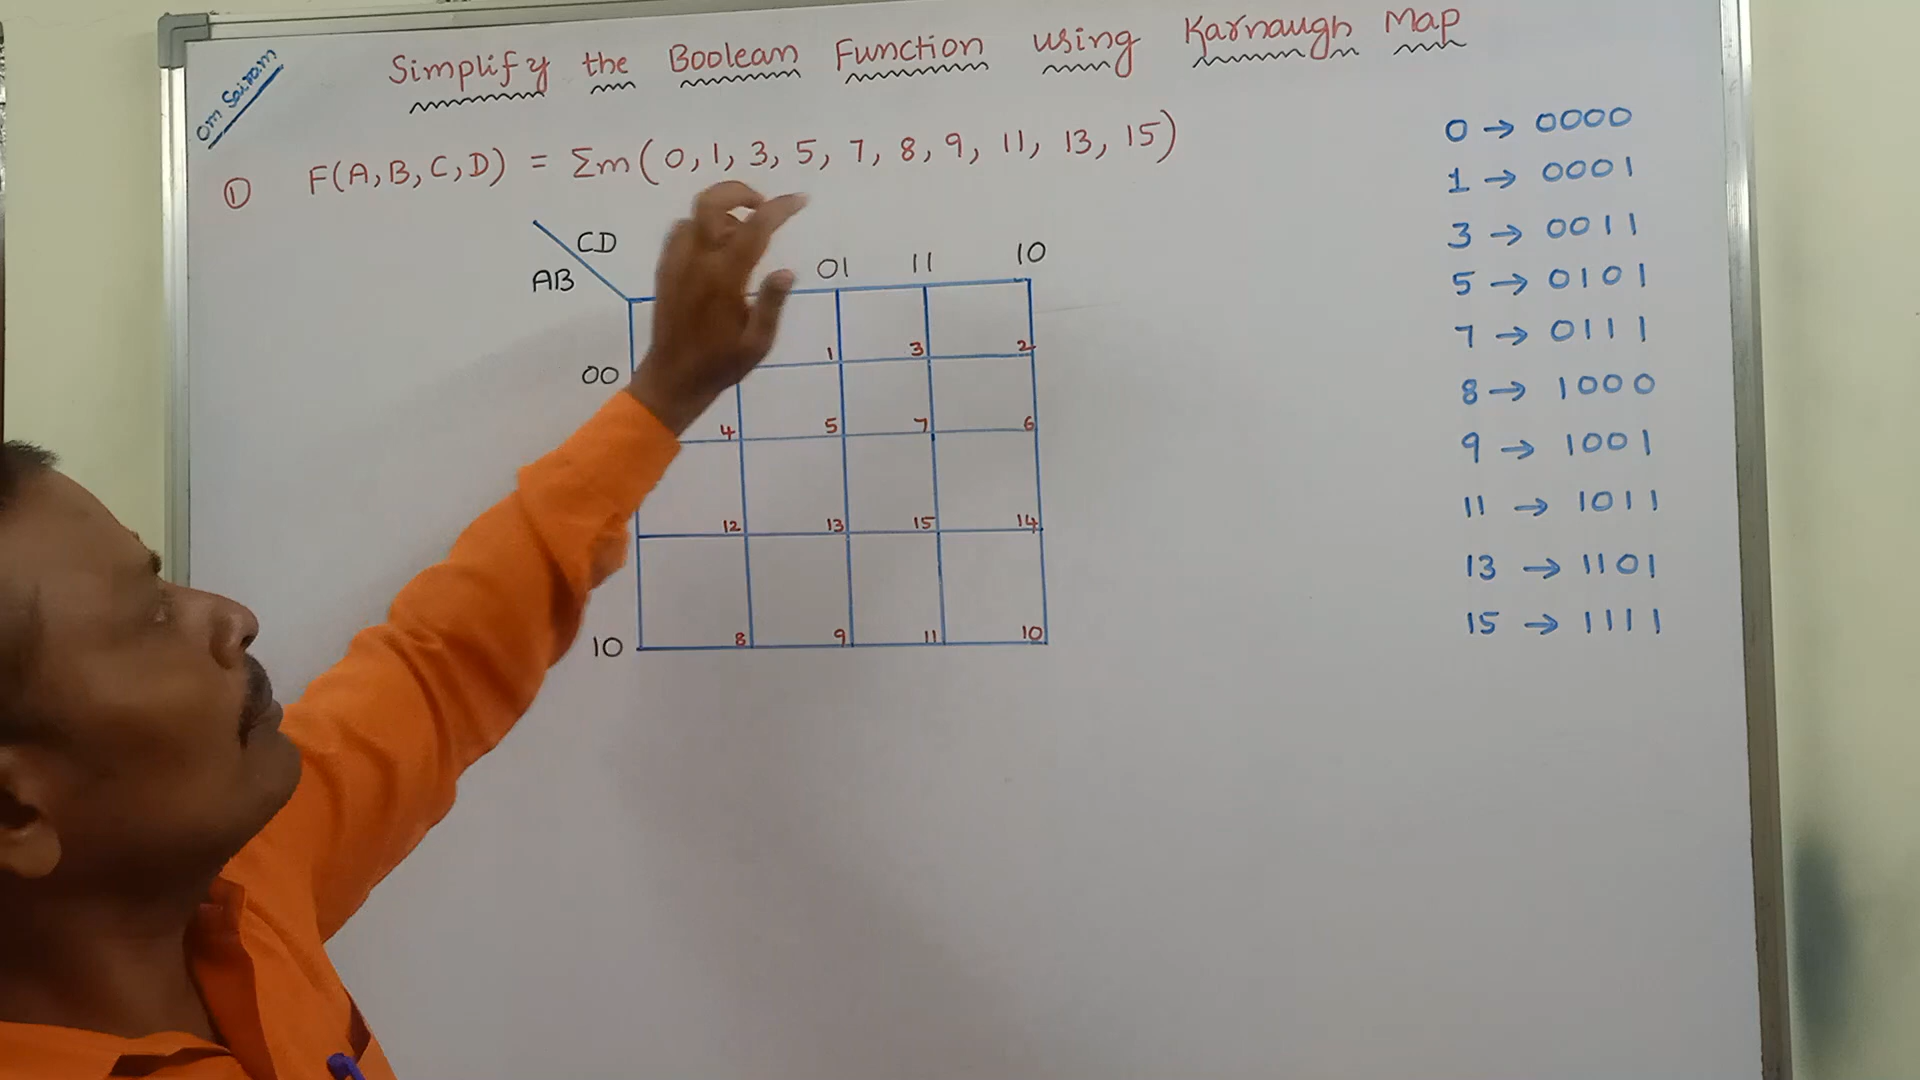 Simplify the Boolean Function using Karnaugh Map
Om Sairam
① F(A,B,C,D) = Σm(0,1,3,5,7,8,9,11,13,15)
CD
AB
01 11 10
00
1 3 2
4 5 7 6
12 13 15 14
10
8 9 11 10
0 → 0000
1 → 0001
3 → 0011
5 → 0101
7 → 0111
8 → 1000
9 → 1001
11 → 1011
13 → 1101
15 → 1111